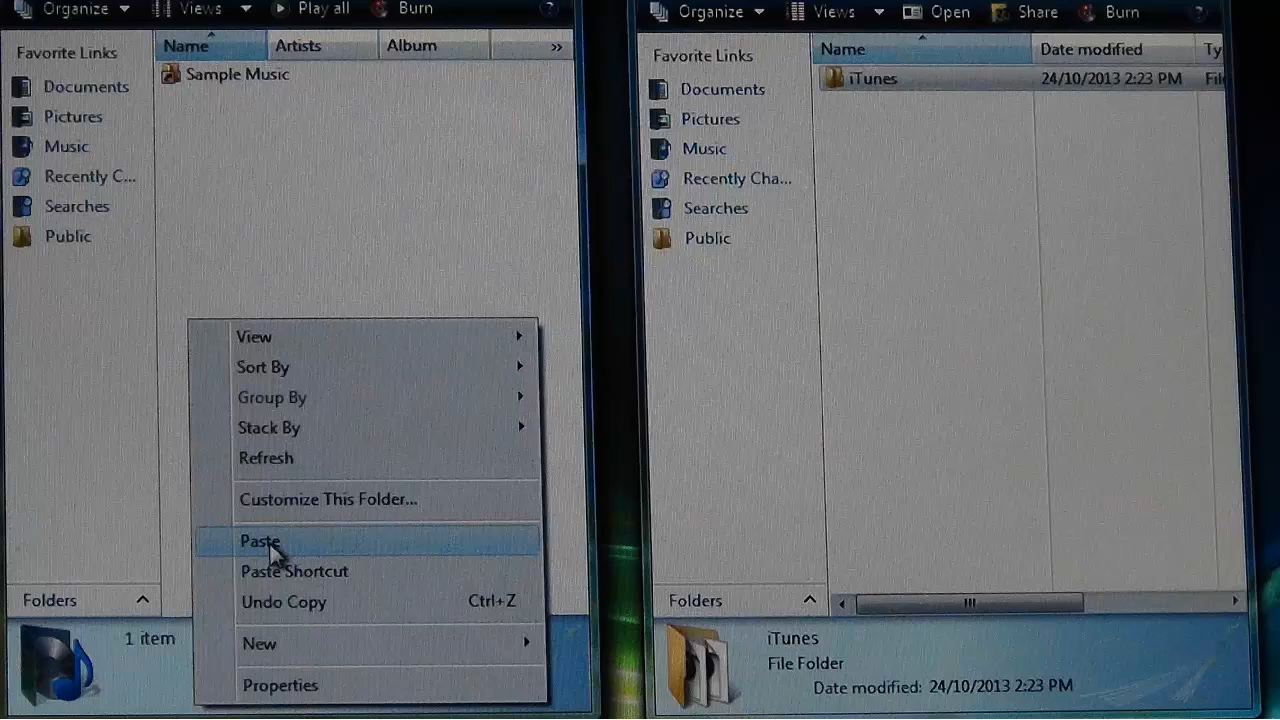 Organize Views Play all Burn
Favorite Links
Documents
Pictures
Music
Recently C...
Searches
Public
Name Artists Album »
Sample Music
View
Sort By
Group By
Stack By
Refresh
Customize This Folder...
Paste
Paste Shortcut
Undo Copy Ctrl+Z
New
Properties
Folders
1 item
Organize Views Open Share Burn
Favorite Links
Documents
Pictures
Music
Recently Cha...
Searches
Public
Name Date modified Ty
iTunes 24/10/2013 2:23 PM File
Folders
iTunes
File Folder
Date modified: 24/10/2013 2:23 PM